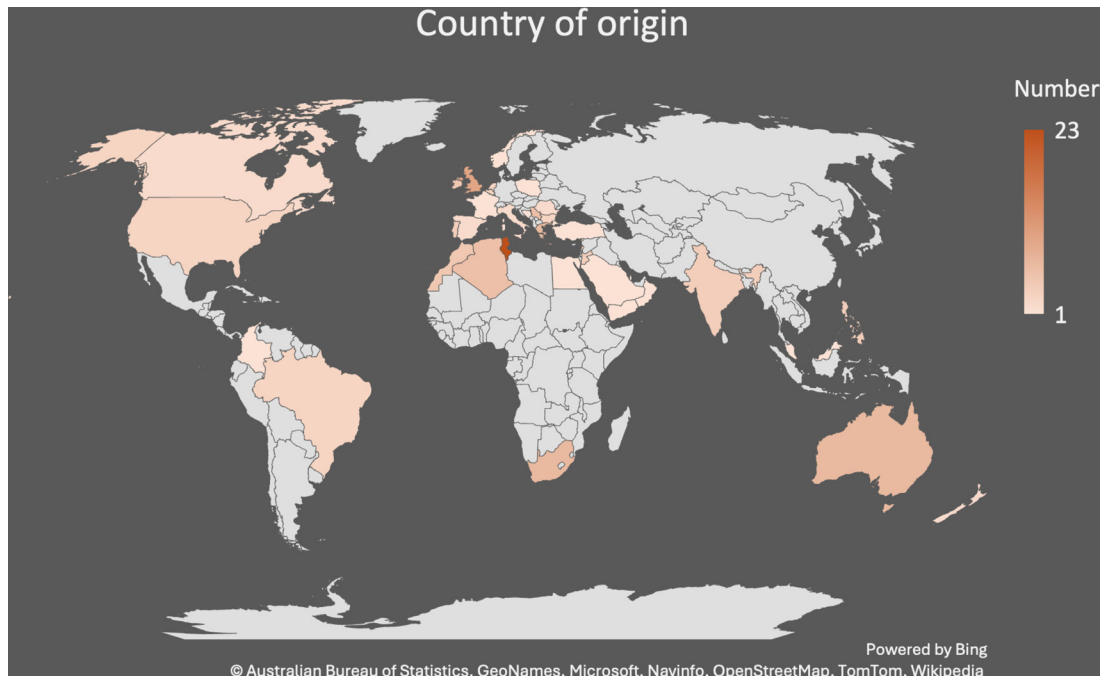 Country of origin
Number
23
1
Powered by Bing
© Australian Bureau of Statistics, GeoNames, Microsoft, Navinfo, OpenStreetMap, TomTom, Wikipedia